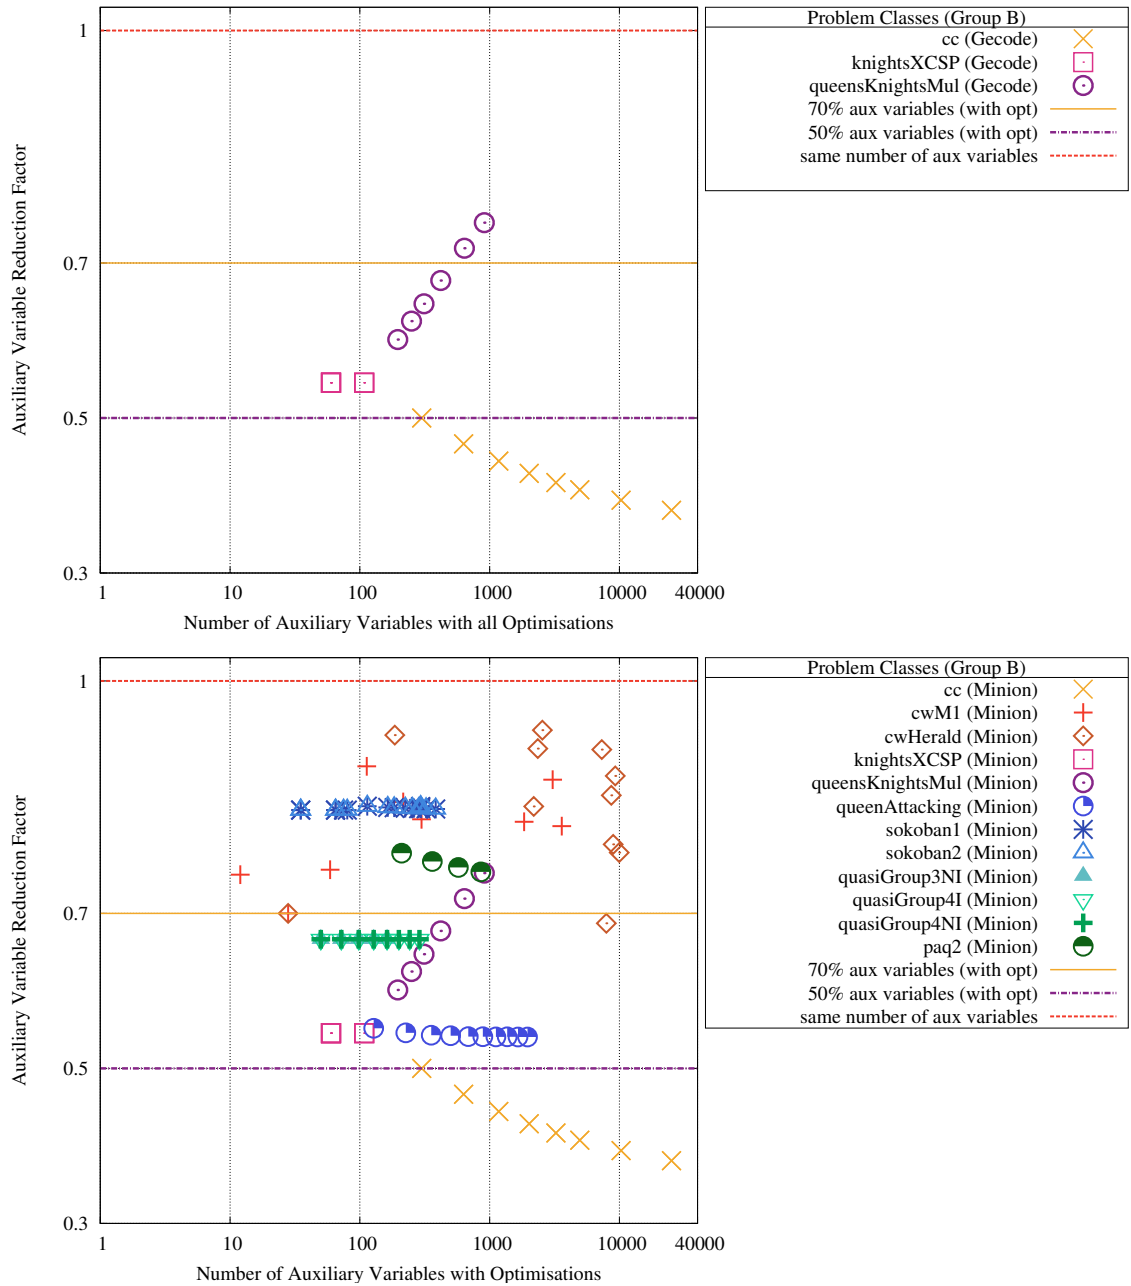 Problem Classes (Group B)
cc (Gecode)
knightsXCSP (Gecode)
queensKnightsMul (Gecode)
70% aux variables (with opt)
50% aux variables (with opt)
same number of aux variables
Auxiliary Variable Reduction Factor
1
0.7
0.5
0.3
1 10 100 1000 10000 40000
Number of Auxiliary Variables with all Optimisations
Problem Classes (Group B)
cc (Minion)
cwM1 (Minion)
cwHerald (Minion)
knightsXCSP (Minion)
queensKnightsMul (Minion)
queenAttacking (Minion)
sokoban1 (Minion)
sokoban2 (Minion)
quasiGroup3NI (Minion)
quasiGroup4I (Minion)
quasiGroup4NI (Minion)
paq2 (Minion)
70% aux variables (with opt)
50% aux variables (with opt)
same number of aux variables
Auxiliary Variable Reduction Factor
1
0.7
0.5
0.3
1 10 100 1000 10000 40000
Number of Auxiliary Variables with Optimisations